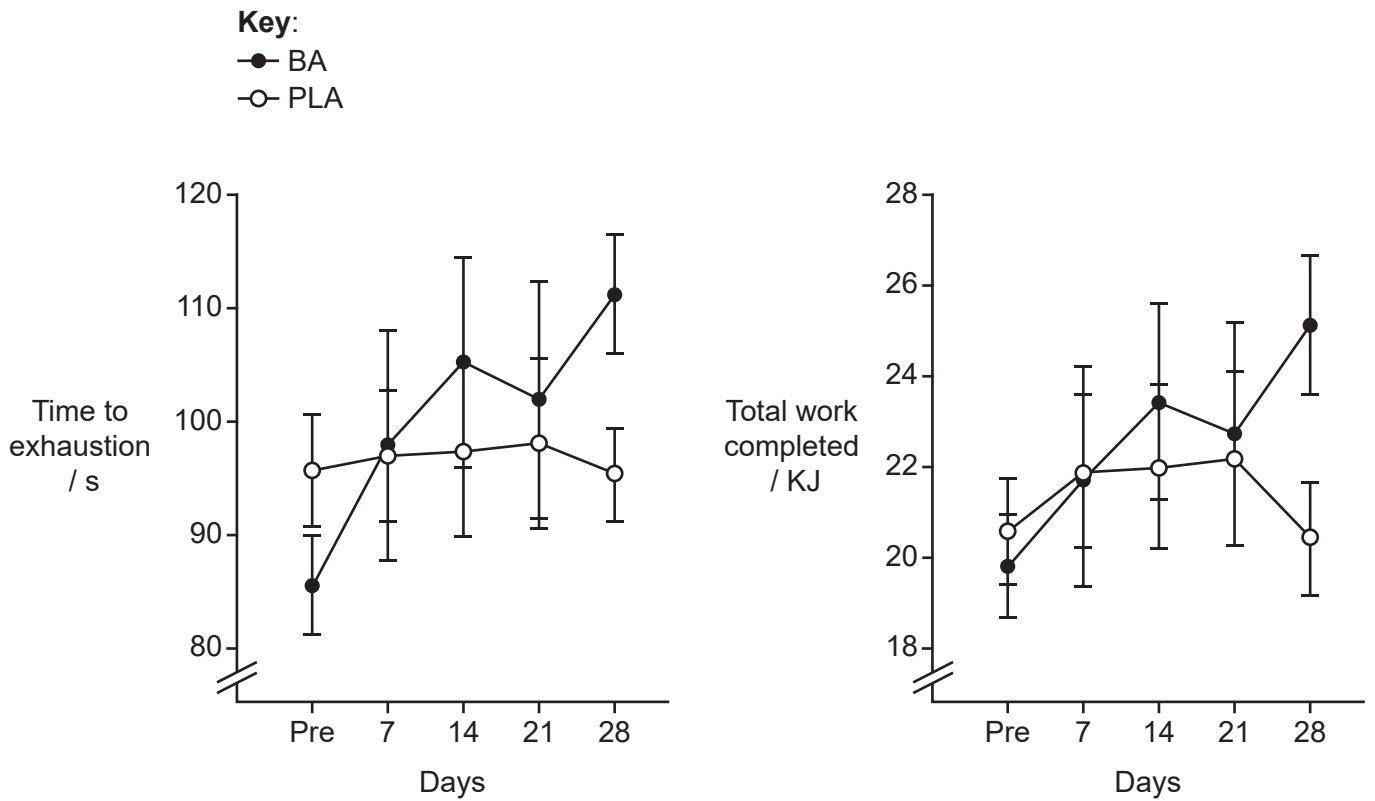 Key:
BA
PLA
120
110
100
90
80
Time to
exhaustion
/ s
Pre 7 14 21 28
Days
28
26
24
22
20
18
Total work
completed
/ KJ
Pre 7 14 21 28
Days